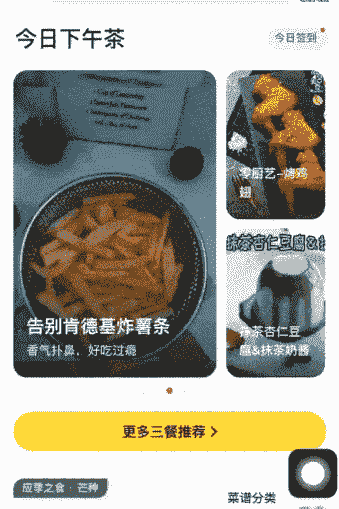 今日下午茶
今日签到
告别肯德基炸薯条
香气扑鼻，好吃过瘾
零厨艺-烤鸡
翅
抹茶杏仁豆腐&
抹茶杏仁豆
腐&抹茶奶酱
更多三餐推荐
应季之食·芒种
菜谱分类